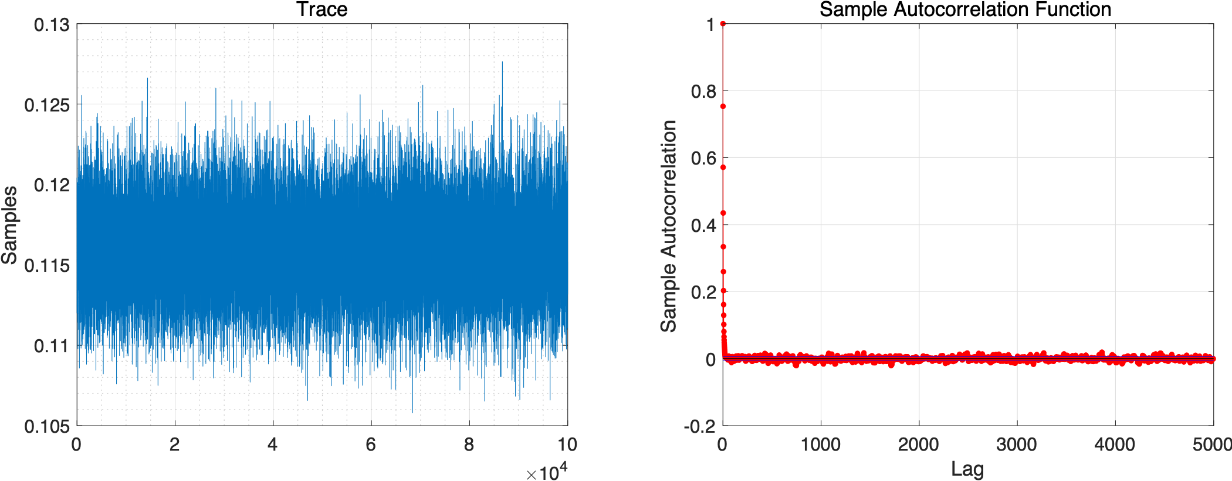 Trace
0.13
0.125
0.12
0.115
0.11
0.105
Samples
0 2 4 6 8 10
×10⁴
Sample Autocorrelation Function
1
0.8
0.6
0.4
0.2
0
-0.2
Sample Autocorrelation
0 1000 2000 3000 4000 5000
Lag